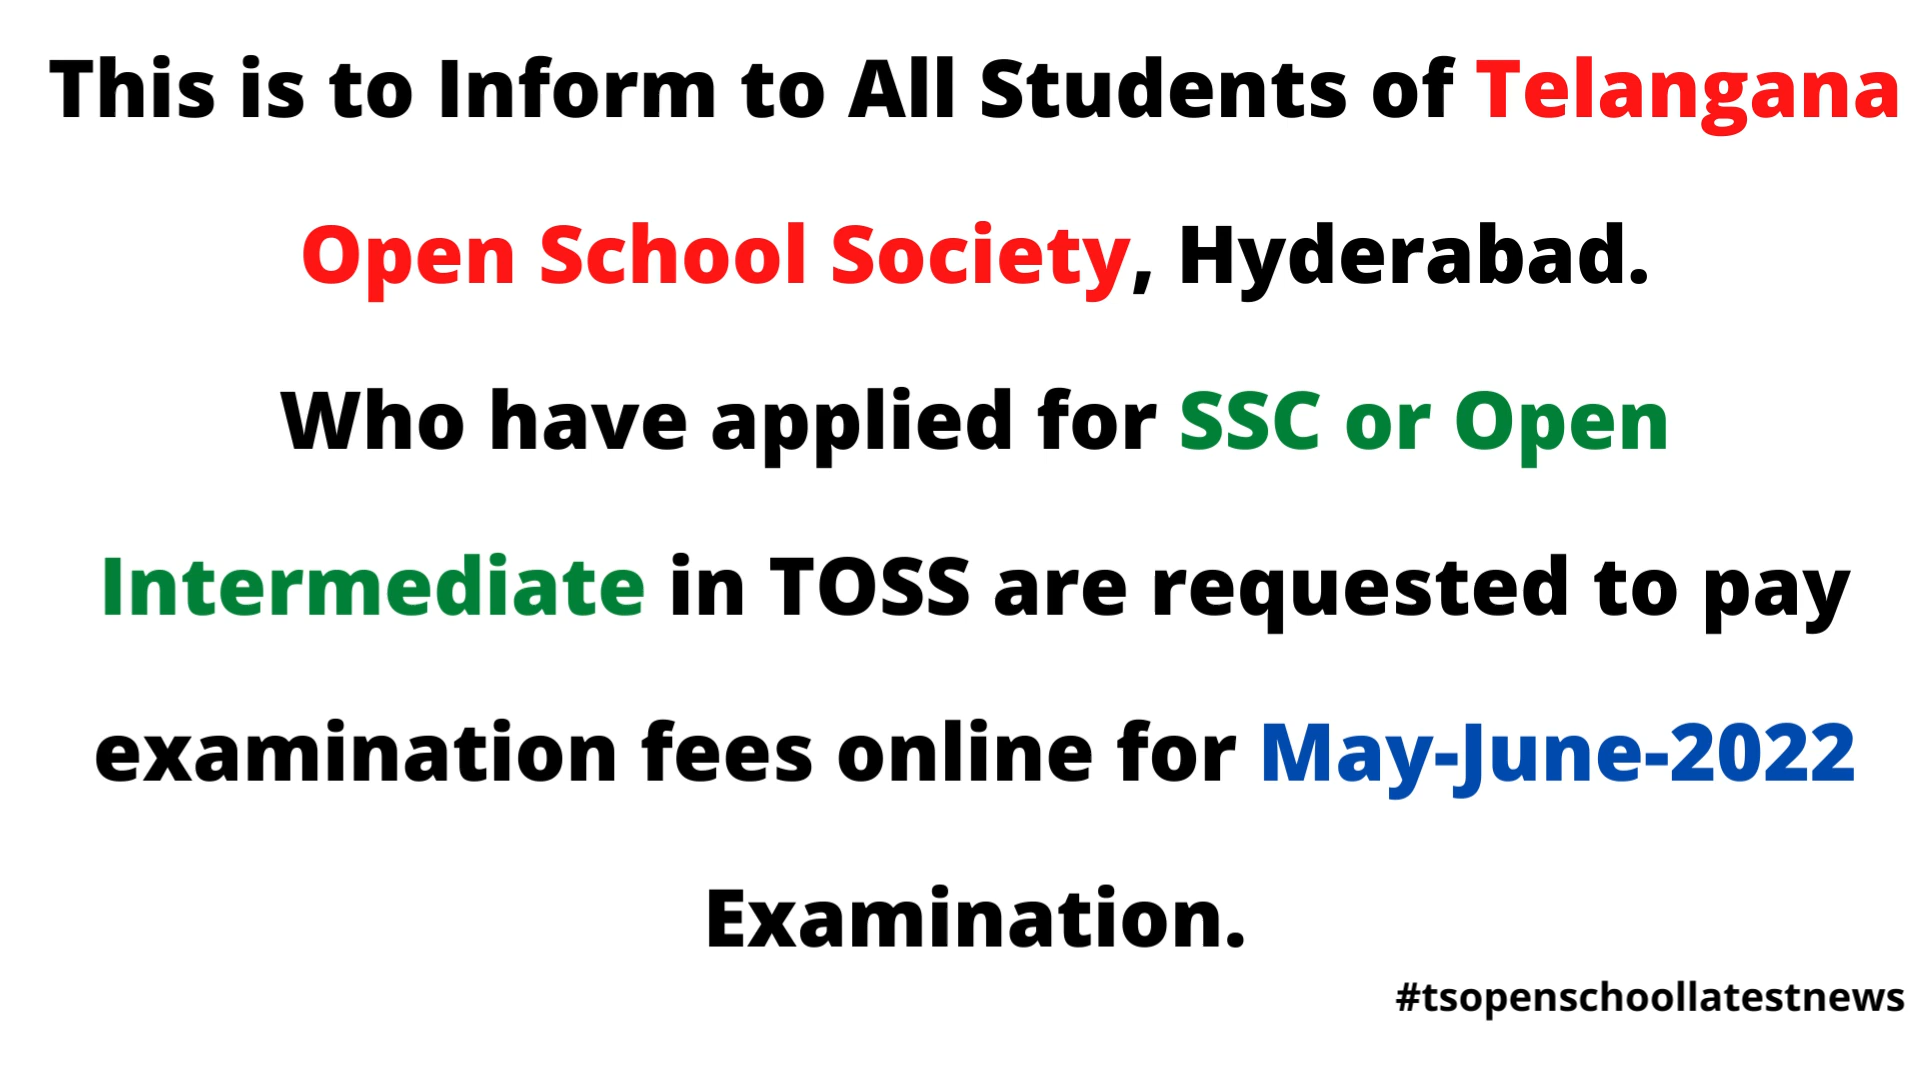 This is to Inform to All Students of Telangana
Open School Society, Hyderabad.
Who have applied for SSC or Open
Intermediate in TOSS are requested to pay
examination fees online for May-June-2022
Examination.
#tsopenschoollatestnews